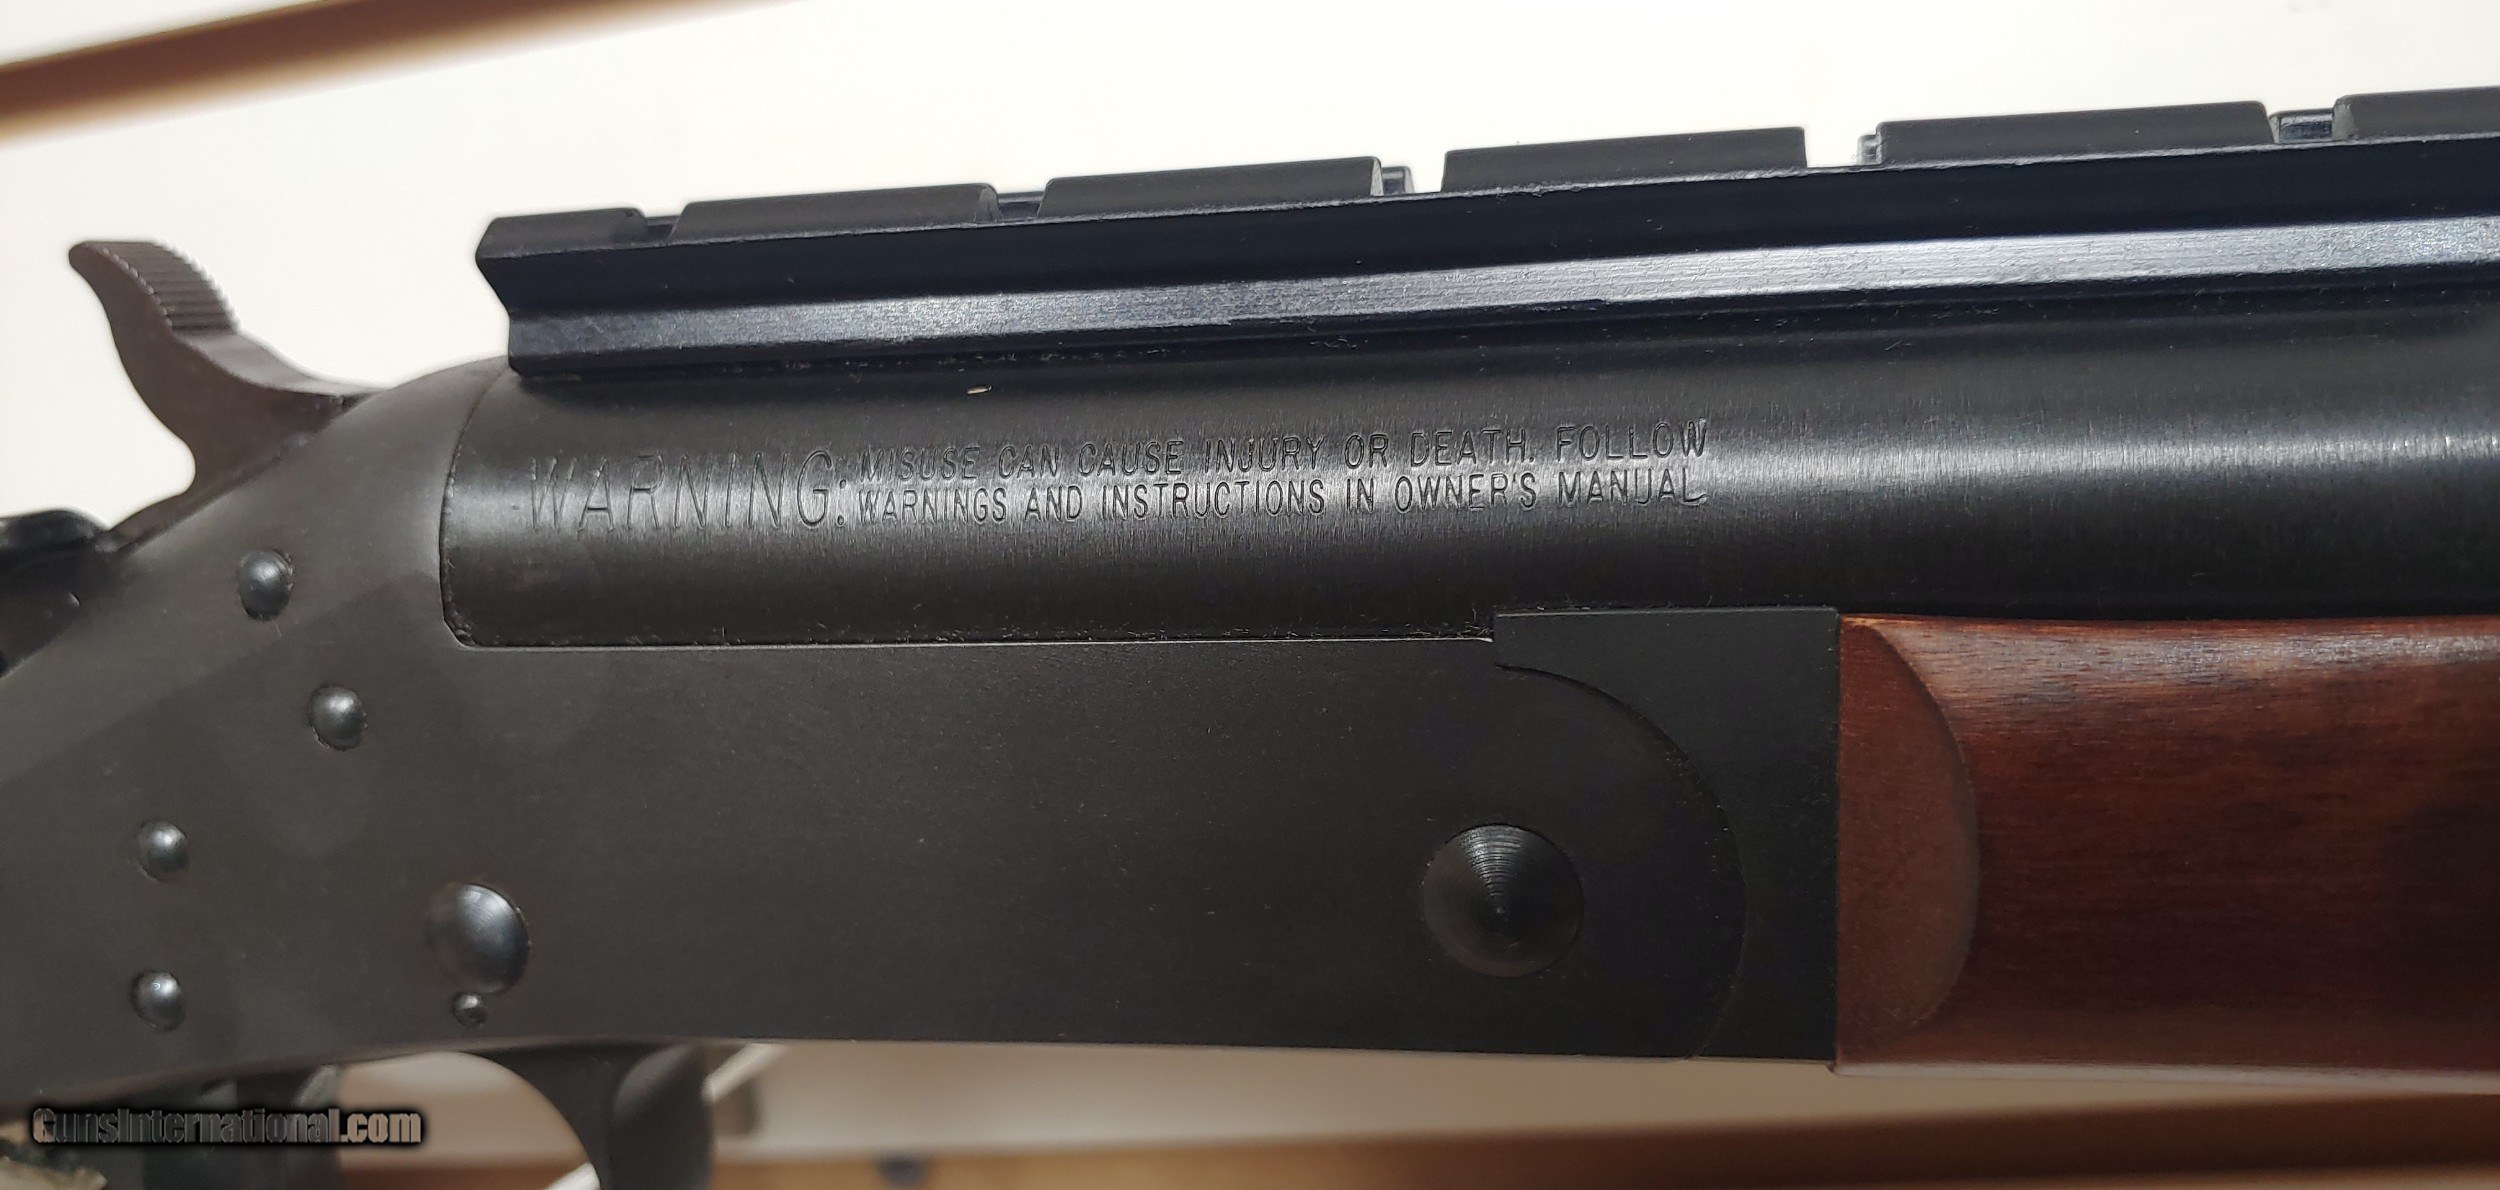 WARNING: MISUSE CAN CAUSE INJURY OR DEATH. FOLLOW
WARNINGS AND INSTRUCTIONS IN OWNER'S MANUAL
GunsInternational.com